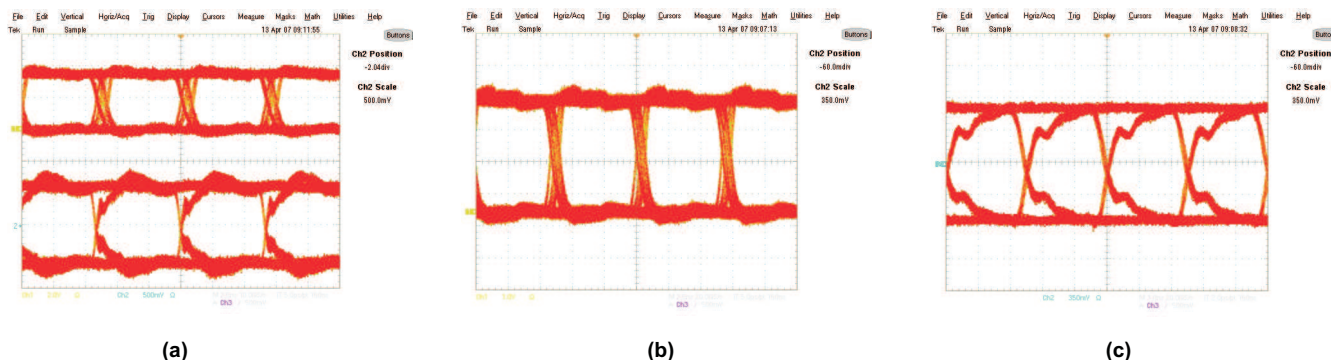 File Edit Vertical Horiz/Acq Trig Display Cursors Measure Masks Math Utilities Help
Tek Run Sample 13 Apr 07 09:11:55 Buttons
Ch2 Position
-2.04div
Ch2 Scale
500.0mV
2
Ch2 500mV Ω
Ch3
(a)
File Edit Vertical Horiz/Acq Trig Display Cursors Measure Masks Math Utilities Help
Tek Run Sample 13 Apr 07 09:07:13 Buttons
Ch2 Position
-60.0mdiv
Ch2 Scale
350.0mV
Ch3
(b)
File Edit Vertical Horiz/Acq Trig Display Cursors Measure Masks Math Utilities Help
Tek Run Sample 13 Apr 07 09:08:32
Ch2 Position
-60.0mdiv
Ch2 Scale
350.0mV
Ch2 350mV Ω
Ch3
(c)